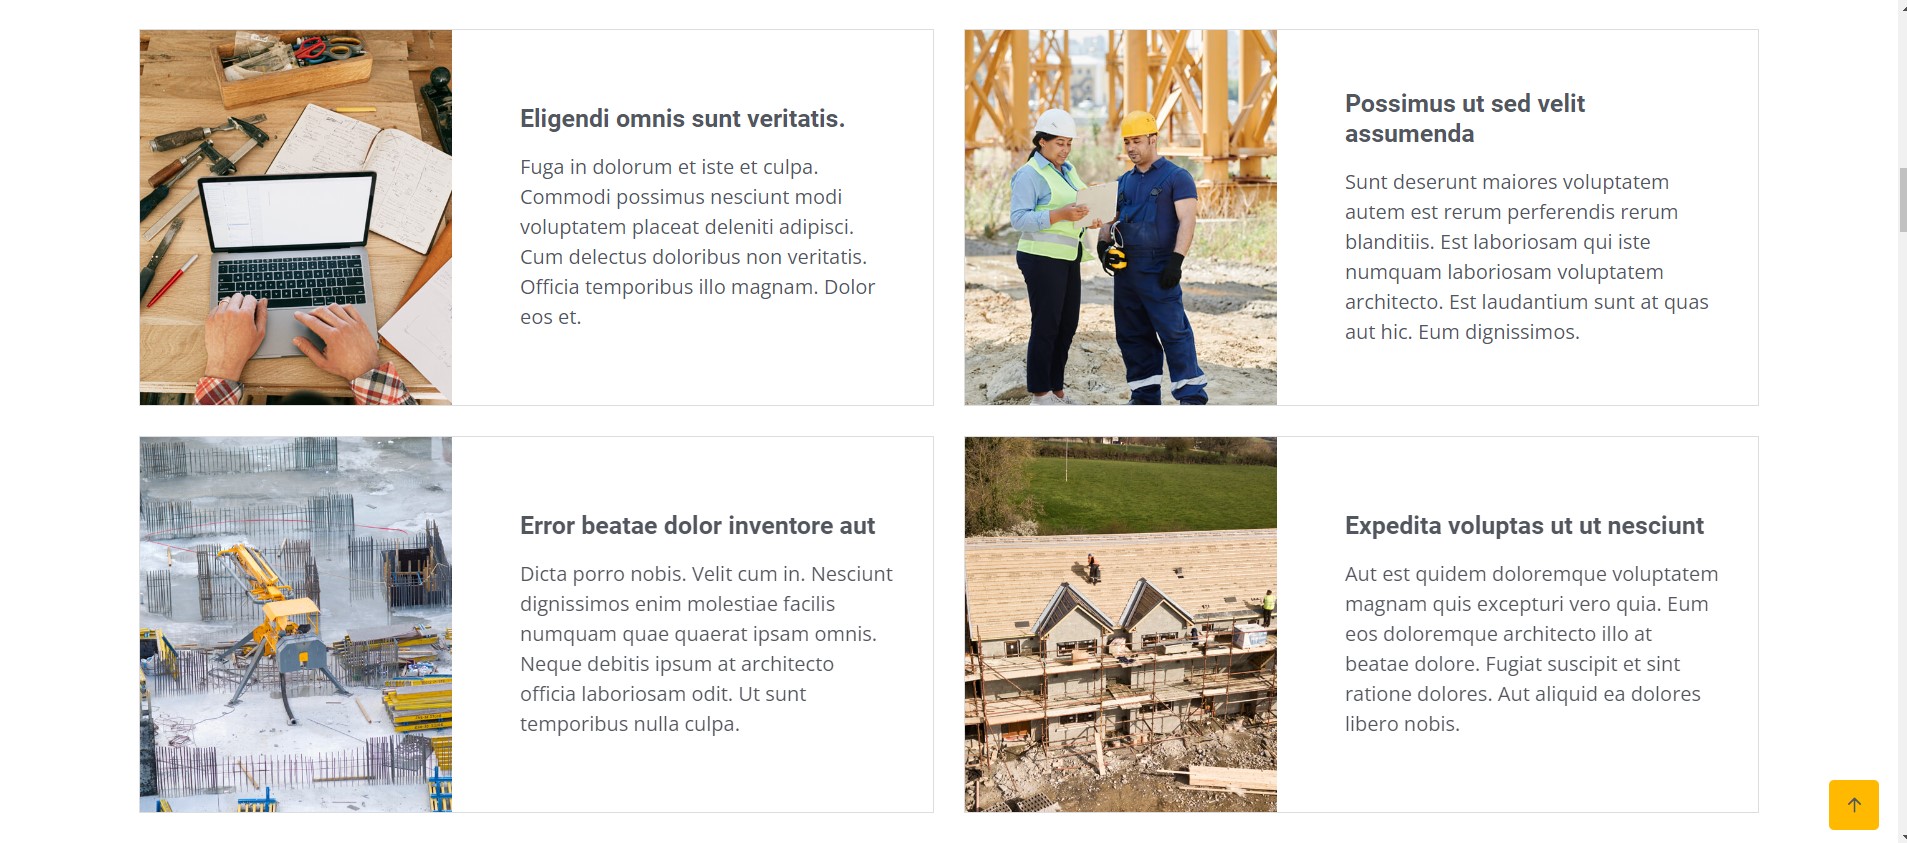 Eligendi omnis sunt veritatis.
Fuga in dolorum et iste et culpa.
Commodi possimus nesciunt modi
voluptatem placeat deleniti adipisci.
Cum delectus doloribus non veritatis.
Officia temporibus illo magnam. Dolor
eos et.
Possimus ut sed velit
assumenda
Sunt deserunt maiores voluptatem
autem est rerum perferendis rerum
blanditiis. Est laboriosam qui iste
numquam laboriosam voluptatem
architecto. Est laudantium sunt at quas
aut hic. Eum dignissimos.
Error beatae dolor inventore aut
Dicta porro nobis. Velit cum in. Nesciunt
dignissimos enim molestiae facilis
numquam quae quaerat ipsam omnis.
Neque debitis ipsum at architecto
officia laboriosam odit. Ut sunt
temporibus nulla culpa.
Expedita voluptas ut ut nesciunt
Aut est quidem doloremque voluptatem
magnam quis excepturi vero quia. Eum
eos doloremque architecto illo at
beatae dolore. Fugiat suscipit et sint
ratione dolores. Aut aliquid ea dolores
libero nobis.